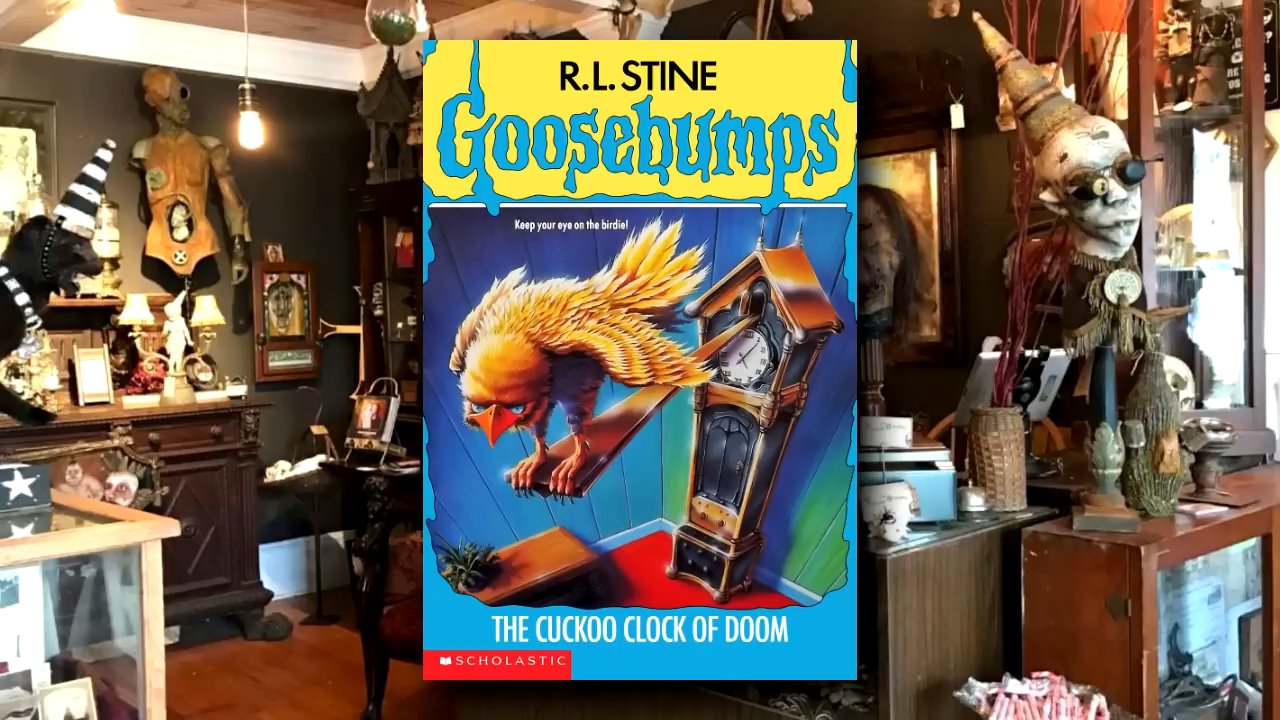 R.L. STINE
Goosebumps
Keep your eye on the birdie!
THE CUCKOO CLOCK OF DOOM
SCHOLASTIC